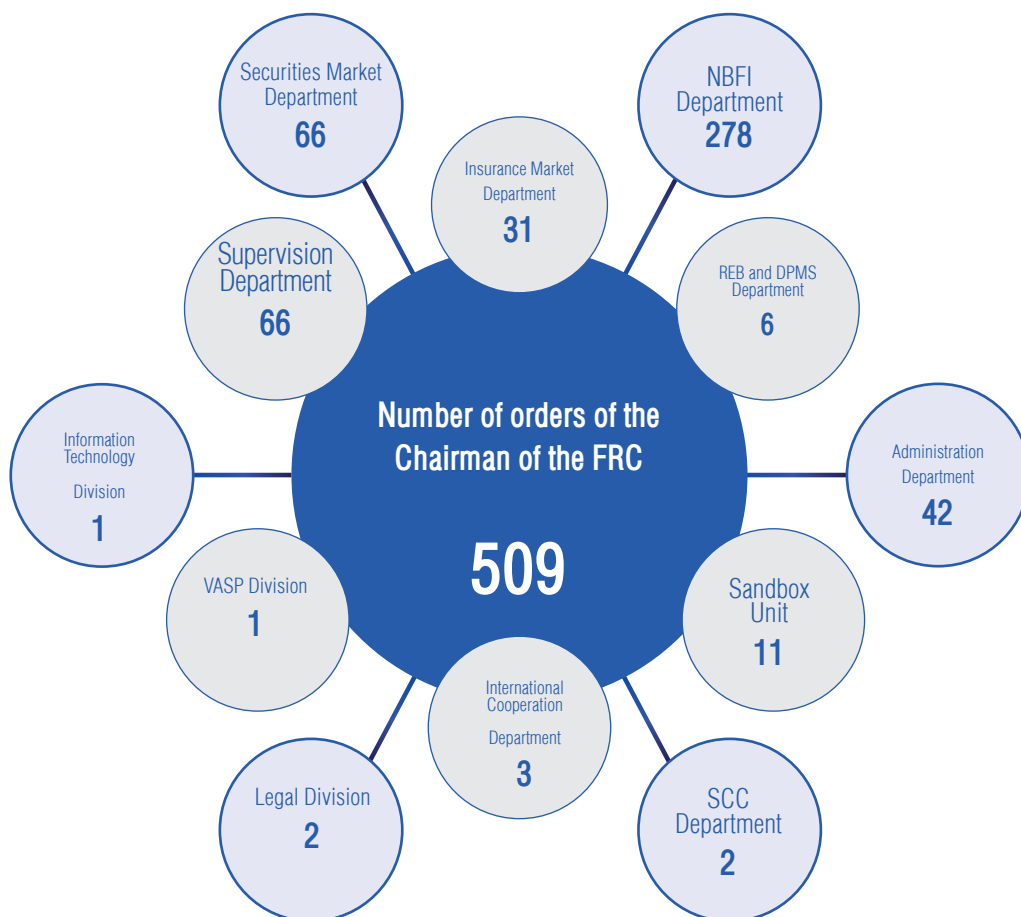 Securities Market
Department
66
NBFI
Department
278
Insurance Market
Department
31
Supervision
Department
66
REB and DPMS
Department
6
Number of orders of the
Chairman of the FRC
509
Information
Technology
Division
1
Administration
Department
42
VASP Division
1
Sandbox
Unit
11
International
Cooperation
Department
3
Legal Division
2
SCC
Department
2